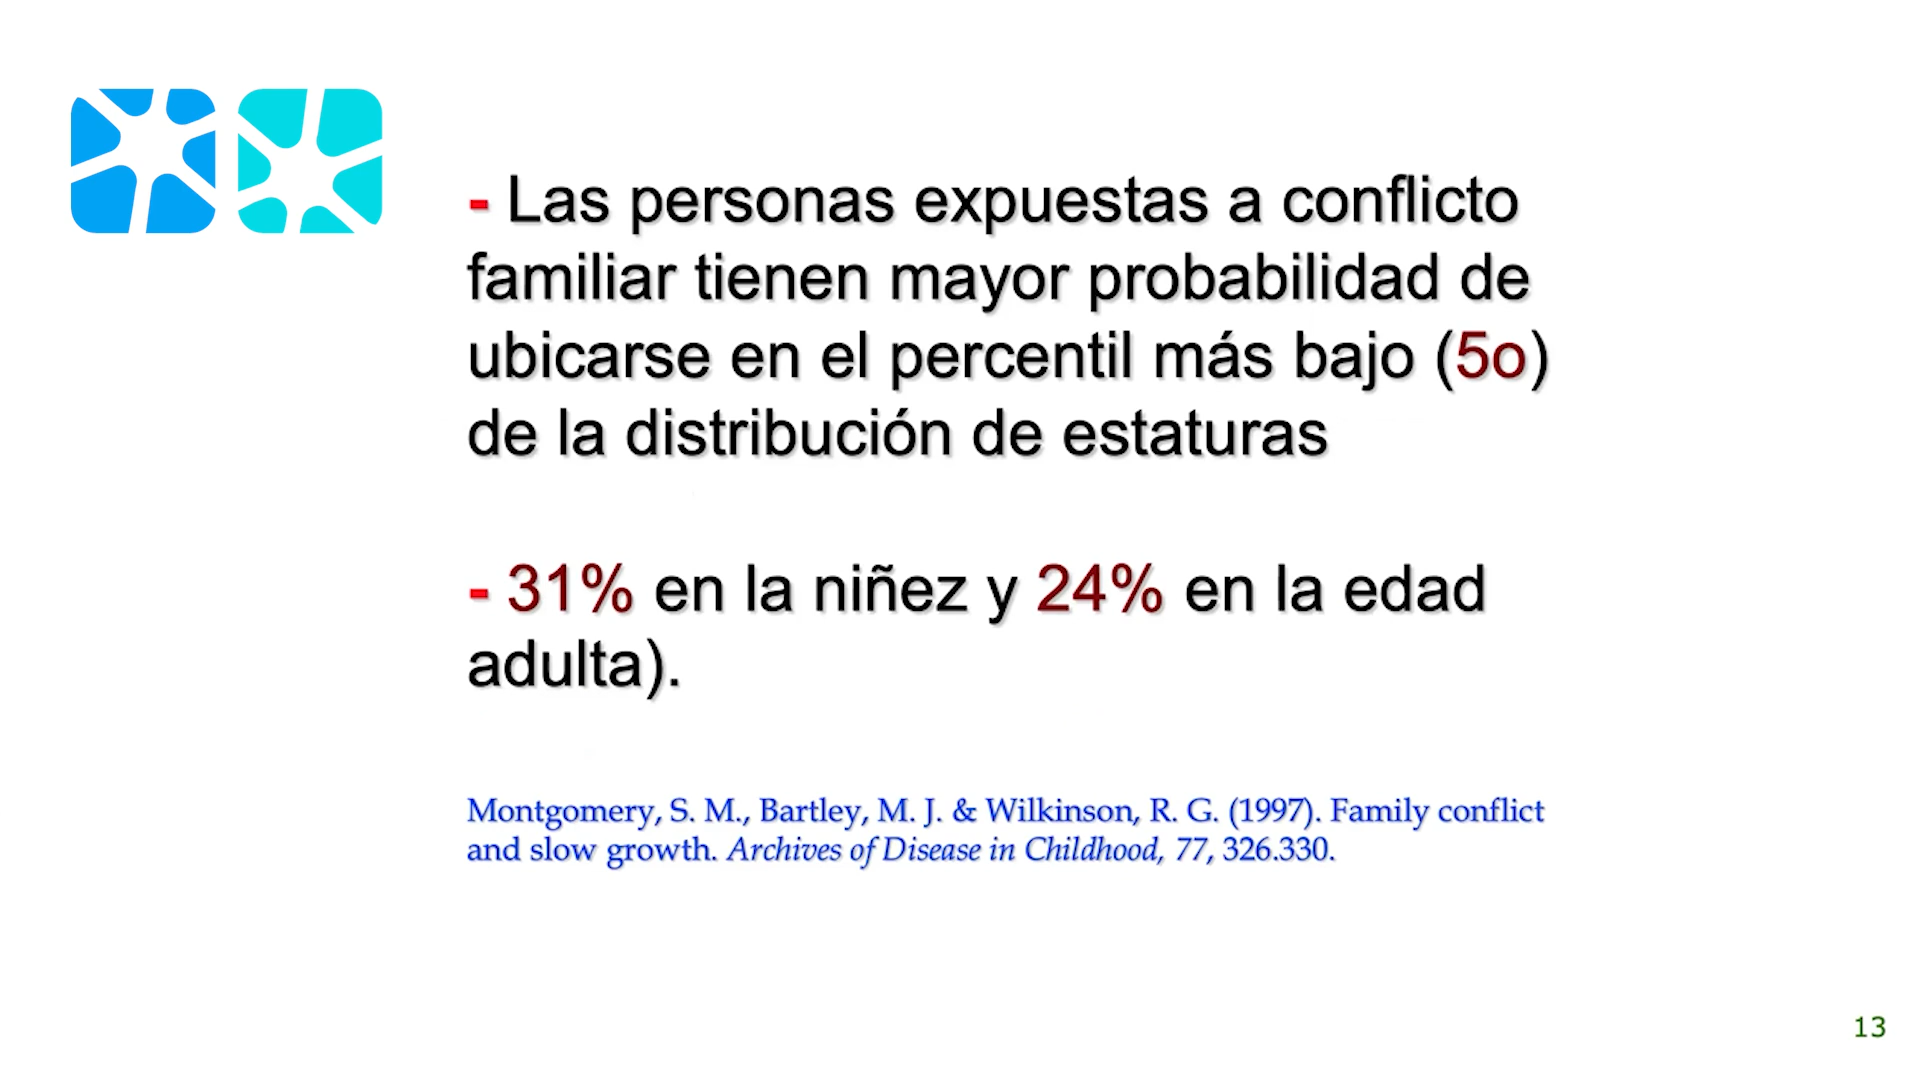 - Las personas expuestas a conflicto
familiar tienen mayor probabilidad de
ubicarse en el percentil más bajo (5o)
de la distribución de estaturas
- 31% en la niñez y 24% en la edad
adulta).
Montgomery, S. M., Bartley, M. J. & Wilkinson, R. G. (1997). Family conflict
and slow growth. Archives of Disease in Childhood, 77, 326.330.
13